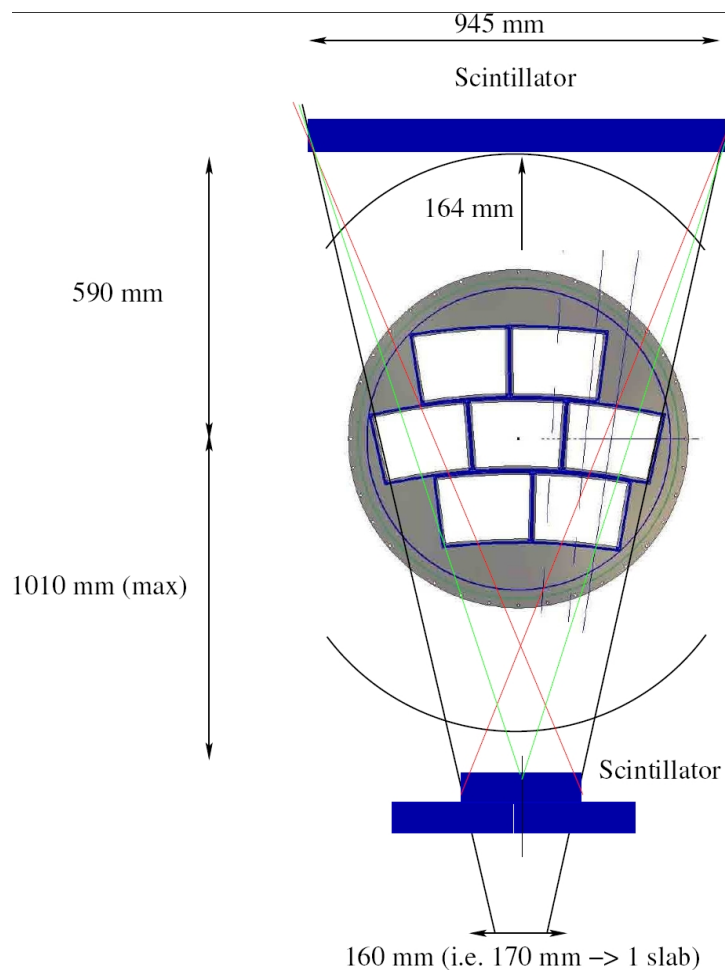 945 mm
Scintillator
164 mm
590 mm
1010 mm (max)
Scintillator
160 mm (i.e. 170 mm −> 1 slab)